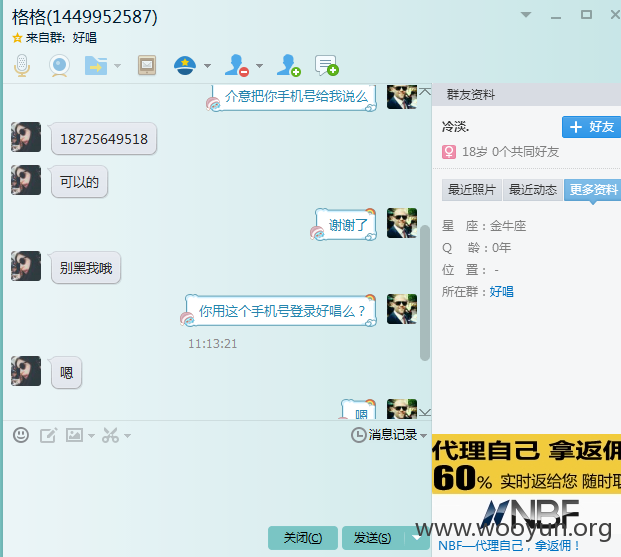 格格(1449952587)
来自群: 好唱
介意把你手机号给我说么
18725649518
可以的
谢谢了
别黑我哦
你用这个手机号登录好唱么？
11:13:21
嗯
嗯
消息记录
关闭(C)
发送(S)
群友资料
冷淡.
+ 好友
18岁 0个共同好友
最近照片
最近动态
更多资料
星 座：金牛座
Q 龄：0年
位 置： -
所在群：好唱
代理自己 拿返佣
60% 实时返给您 随时取
NBF
www.wooyun.org
NBF—代理自己，拿返佣！